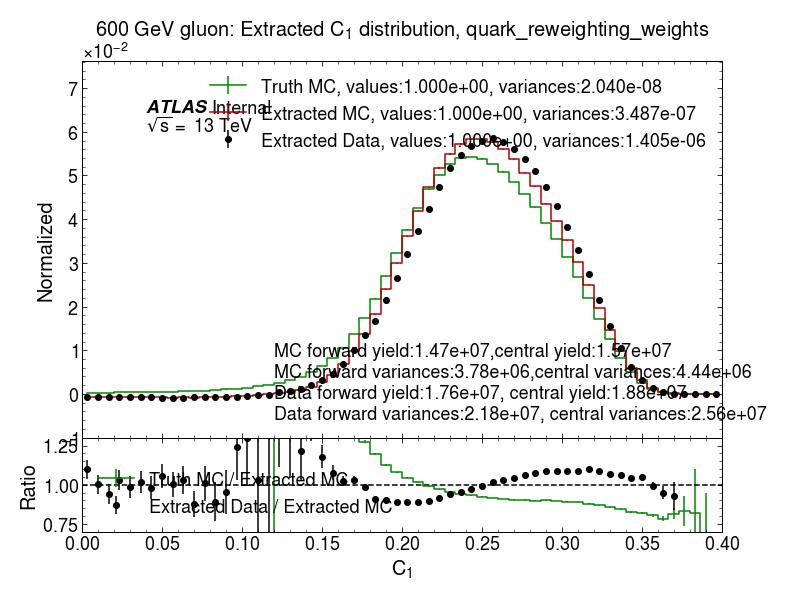 600 GeV gluon: Extracted C₁ distribution, quark_reweighting_weights
×10⁻²
Truth MC, values:1.000e+00, variances:2.040e-08
ATLAS Internal
Extracted MC, values:1.000e+00, variances:3.487e-07
√s = 13 TeV
Extracted Data, values:1.000e+00, variances:1.405e-06
7
6
5
4
3
2
1
0
-1
Normalized
MC forward yield:1.47e+07,central yield:1.57e+07
MC forward variances:3.78e+06,central variances:4.44e+06
Data forward yield:1.76e+07, central yield:1.88e+07
Data forward variances:2.18e+07, central variances:2.56e+07
1.25
1.00
0.75
Ratio
Truth MC / Extracted MC
Extracted Data / Extracted MC
0.00 0.05 0.10 0.15 0.20 0.25 0.30 0.35 0.40
C₁